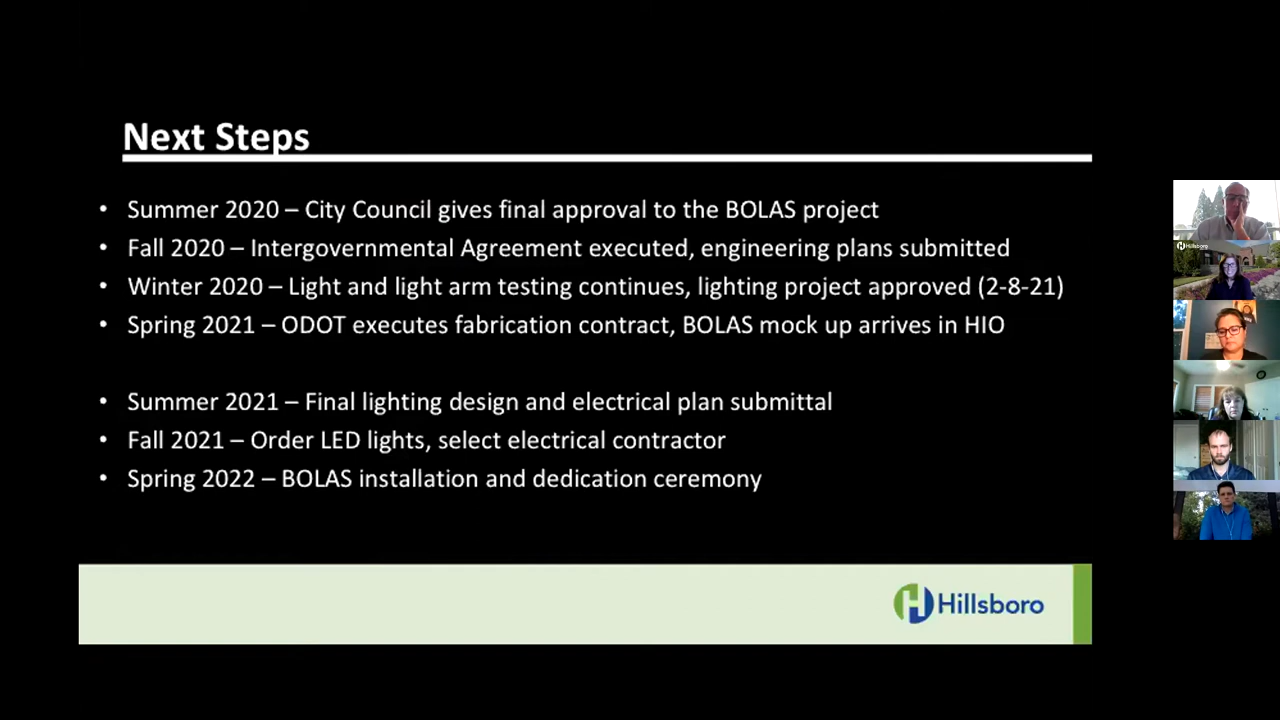 Next Steps
• Summer 2020 – City Council gives final approval to the BOLAS project
• Fall 2020 – Intergovernmental Agreement executed, engineering plans submitted
• Winter 2020 – Light and light arm testing continues, lighting project approved (2-8-21)
• Spring 2021 – ODOT executes fabrication contract, BOLAS mock up arrives in HIO
• Summer 2021 – Final lighting design and electrical plan submittal
• Fall 2021 – Order LED lights, select electrical contractor
• Spring 2022 – BOLAS installation and dedication ceremony
Hillsboro
Hillsboro